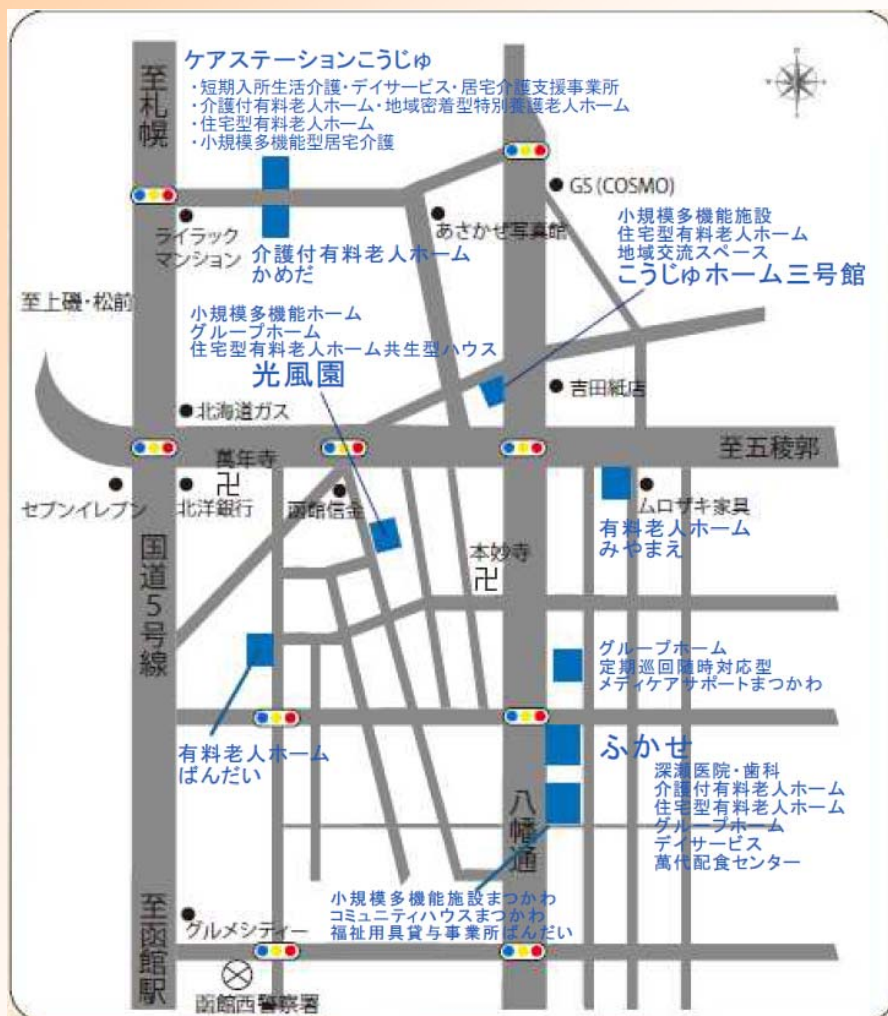 至札幌
ケアステーションこうじゅ
・短期入所生活介護・デイサービス・居宅介護支援事業所
・介護付有料老人ホーム・地域密着型特別養護老人ホーム
・住宅型有料老人ホーム
・小規模多機能型居宅介護
GS(COSMO)
ライラック
マンション
あさかぜ写真館
介護付有料老人ホーム
かめだ
小規模多機能施設
住宅型有料老人ホーム
地域交流スペース
こうじゅホーム三号館
至上磯・松前
小規模多機能ホーム
グループホーム
住宅型有料老人ホーム共生型ハウス
光風園
吉田紙店
北海道ガス
至五稜郭
萬年寺
卍
セブンイレブン
北洋銀行
函館信金
ムロザキ家具
有料老人ホーム
みやまえ
本妙寺
卍
国道5号線
グループホーム
定期巡回随時対応型
メディケアサポートまつかわ
有料老人ホーム
ばんだい
ふかせ
深瀬医院・歯科
介護付有料老人ホーム
住宅型有料老人ホーム
グループホーム
デイサービス
萬代配食センター
八幡通
小規模多機能施設まつかわ
コミュニティハウスまつかわ
福祉用具貸与事業所ばんだい
至函館駅
グルメシティー
函館西警察署